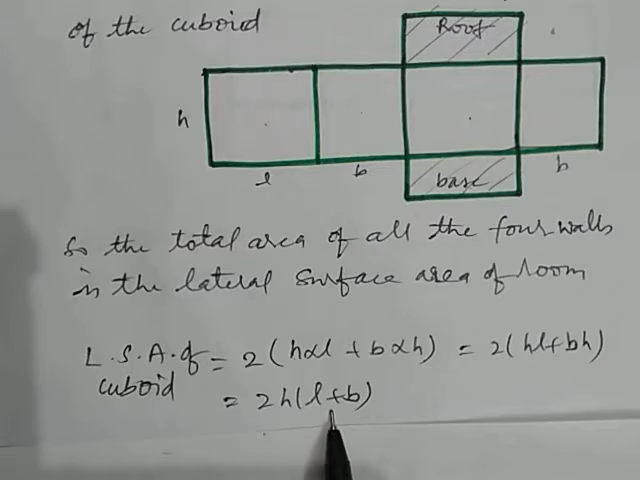 of the cuboid
Roof
h
l b b
base
So the total area of all the four walls
is the lateral surface area of room
L.S.A. of = 2(h×l + b×h) = 2(hl+bh)
cuboid = 2h(l+b)